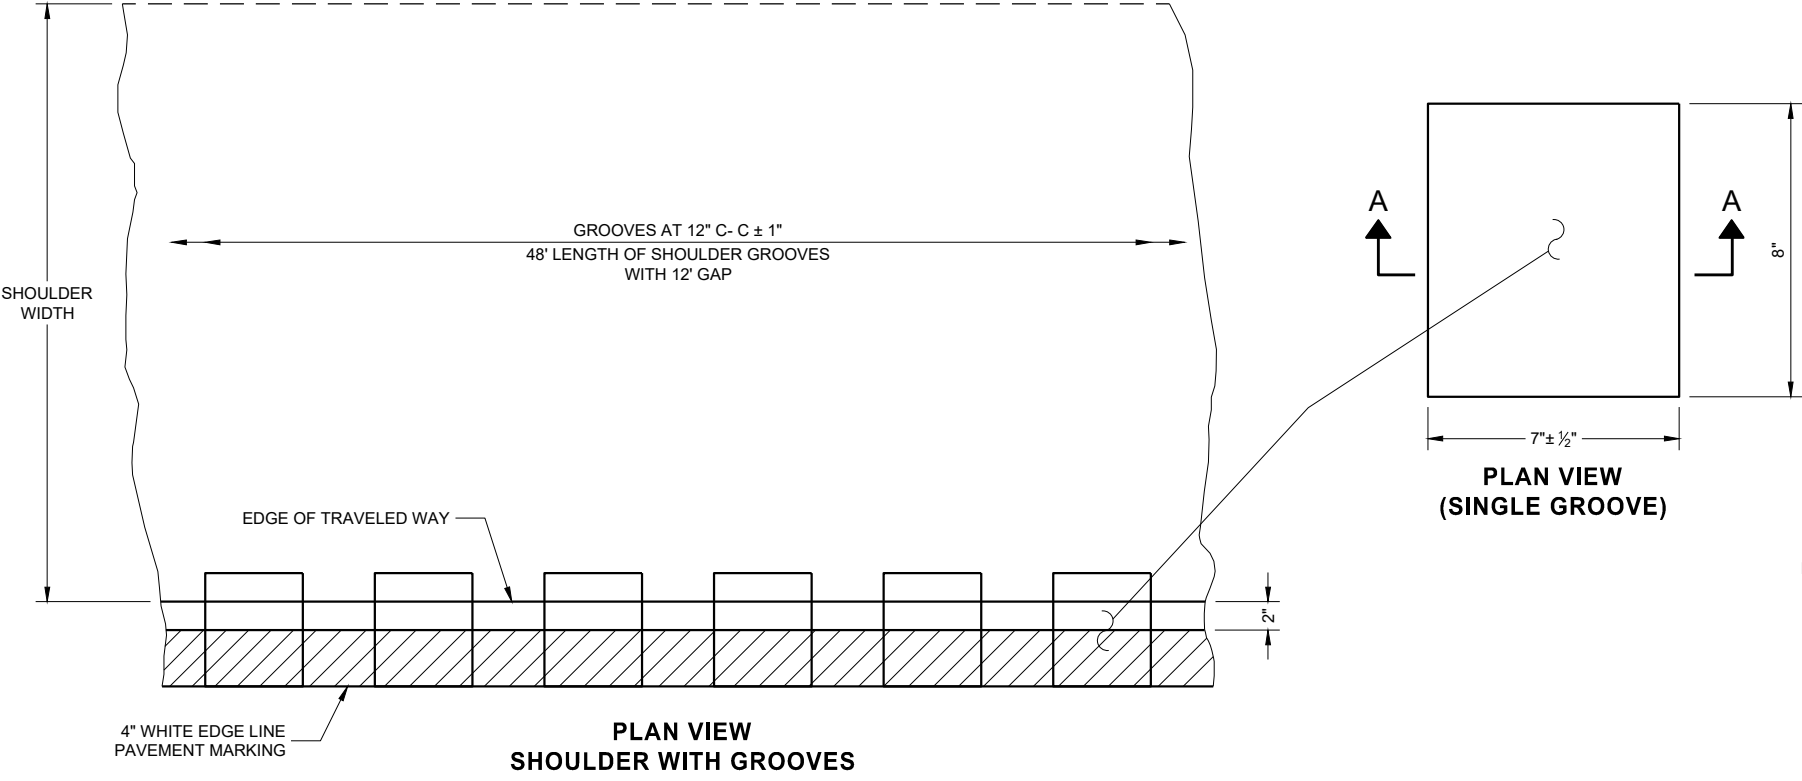 GROOVES AT 12" C- C ± 1"
48' LENGTH OF SHOULDER GROOVES
WITH 12' GAP
SHOULDER
WIDTH
EDGE OF TRAVELED WAY
2"
4" WHITE EDGE LINE
PAVEMENT MARKING
PLAN VIEW
SHOULDER WITH GROOVES
A
A
8"
7"± ½"
PLAN VIEW
(SINGLE GROOVE)